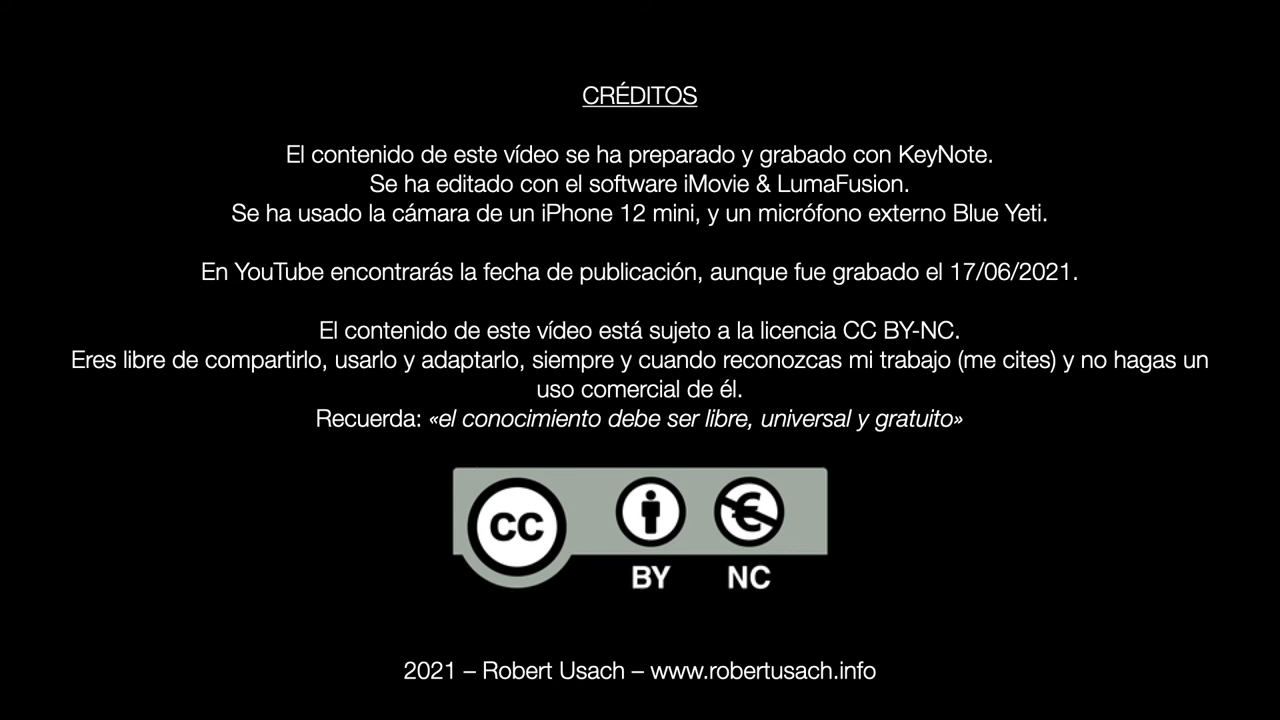 CRÉDITOS
El contenido de este vídeo se ha preparado y grabado con KeyNote.
Se ha editado con el software iMovie & LumaFusion.
Se ha usado la cámara de un iPhone 12 mini, y un micrófono externo Blue Yeti.
En YouTube encontrarás la fecha de publicación, aunque fue grabado el 17/06/2021.
El contenido de este vídeo está sujeto a la licencia CC BY-NC.
Eres libre de compartirlo, usarlo y adaptarlo, siempre y cuando reconozcas mi trabajo (me cites) y no hagas un
uso comercial de él.
Recuerda: «el conocimiento debe ser libre, universal y gratuito»
CC €
BY NC
2021 – Robert Usach – www.robertusach.info